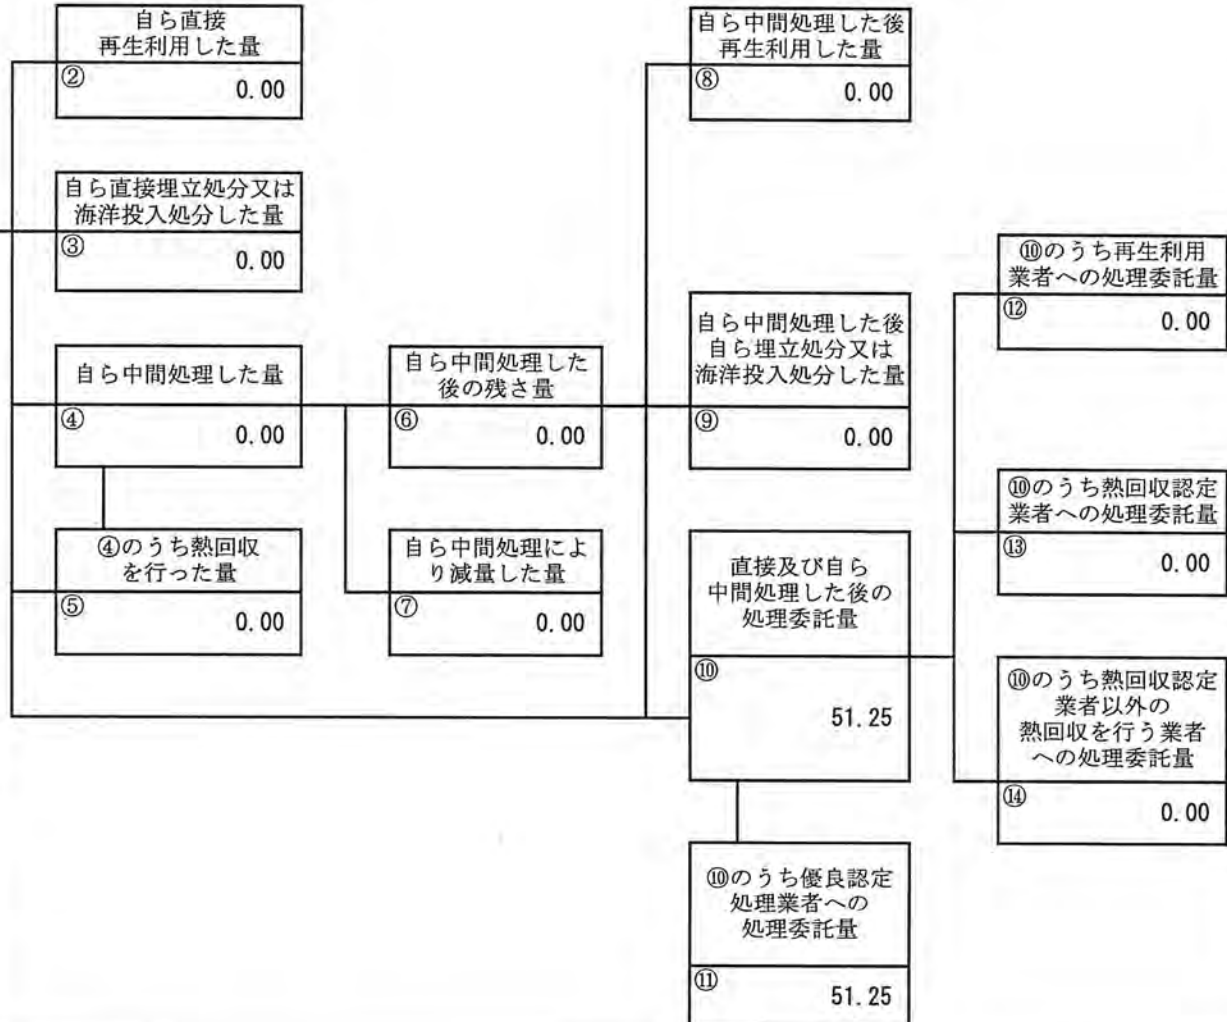 自ら直接
再生利用した量
②
0.00
自ら直接埋立処分又は
海洋投入処分した量
③
0.00
自ら中間処理した量
④
0.00
④のうち熱回収
を行った量
⑤
0.00
自ら中間処理した
後の残さ量
⑥
0.00
自ら中間処理によ
り減量した量
⑦
0.00
自ら中間処理した後
再生利用した量
⑧
0.00
自ら中間処理した後
自ら埋立処分又は
海洋投入処分した量
⑨
0.00
直接及び自ら
中間処理した後の
処理委託量
⑩
51.25
⑩のうち優良認定
処理業者への
処理委託量
⑪
51.25
⑩のうち再生利用
業者への処理委託量
⑫
0.00
⑩のうち熱回収認定
業者への処理委託量
⑬
0.00
⑩のうち熱回収認定
業者以外の
熱回収を行う業者
への処理委託量
⑭
0.00